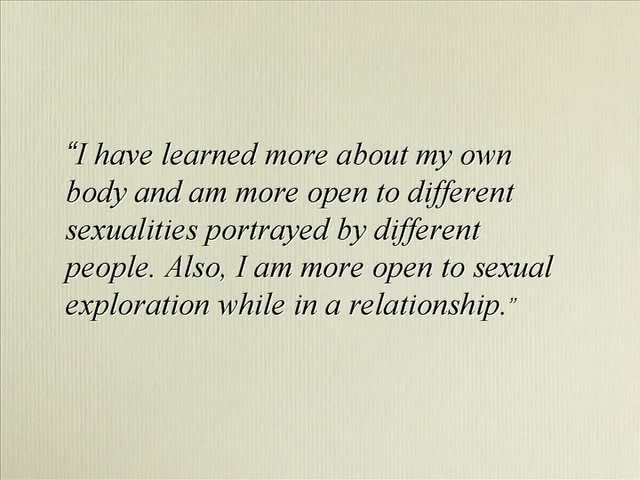 “I have learned more about my own
body and am more open to different
sexualities portrayed by different
people. Also, I am more open to sexual
exploration while in a relationship.”